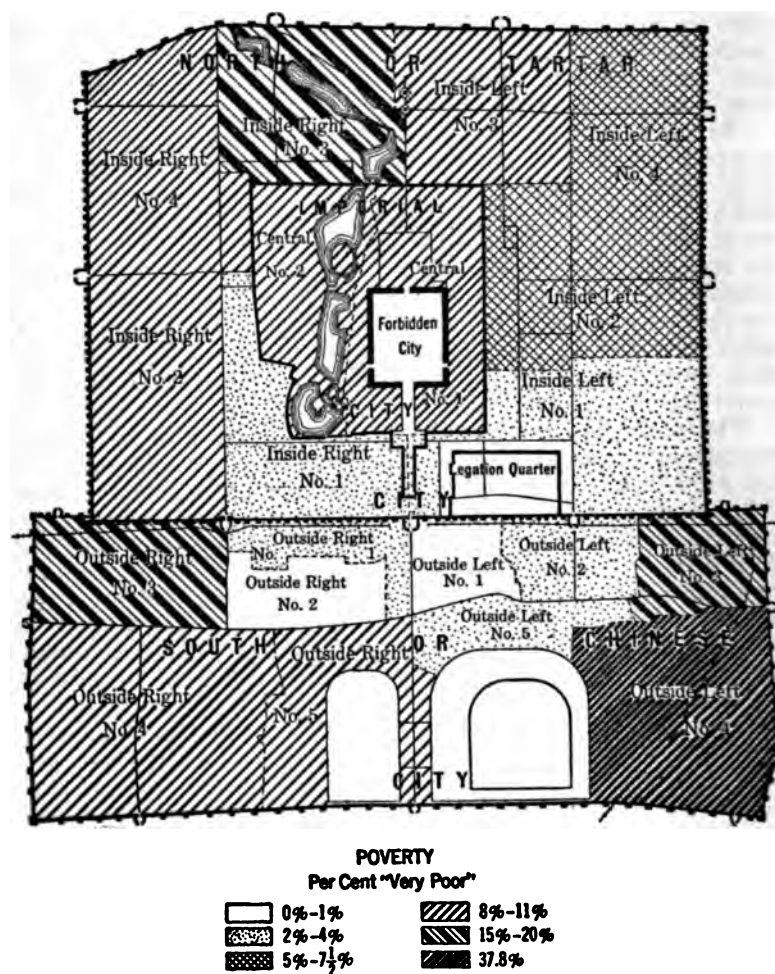 NORTH OR TARTAR
Inside Left
No. 3
Inside Right
No. 3
Inside Left
No. 4
Inside Right
No. 4
IMPERIAL
Central
No. 2
Central
Inside Left
No. 2
Forbidden
City
Inside Right
No. 2
Inside Left
No. 1
CITY
No. 1
Inside Right
No. 1
Legation Quarter
CITY
Outside Right
No. 1
Outside Left
No. 2
Outside Right
No. 3
Outside Left
No. 3
Outside Left
No. 1
Outside Right
No. 2
Outside Left
No. 5
SOUTH OR CHINESE
Outside Right
No. 5
Outside Right
No. 4
Outside Left
No. 4
CITY
POVERTY
Per Cent "Very Poor"
0%-1%
8%-11%
2%-4%
15%-20%
5%-7½%
37.8%